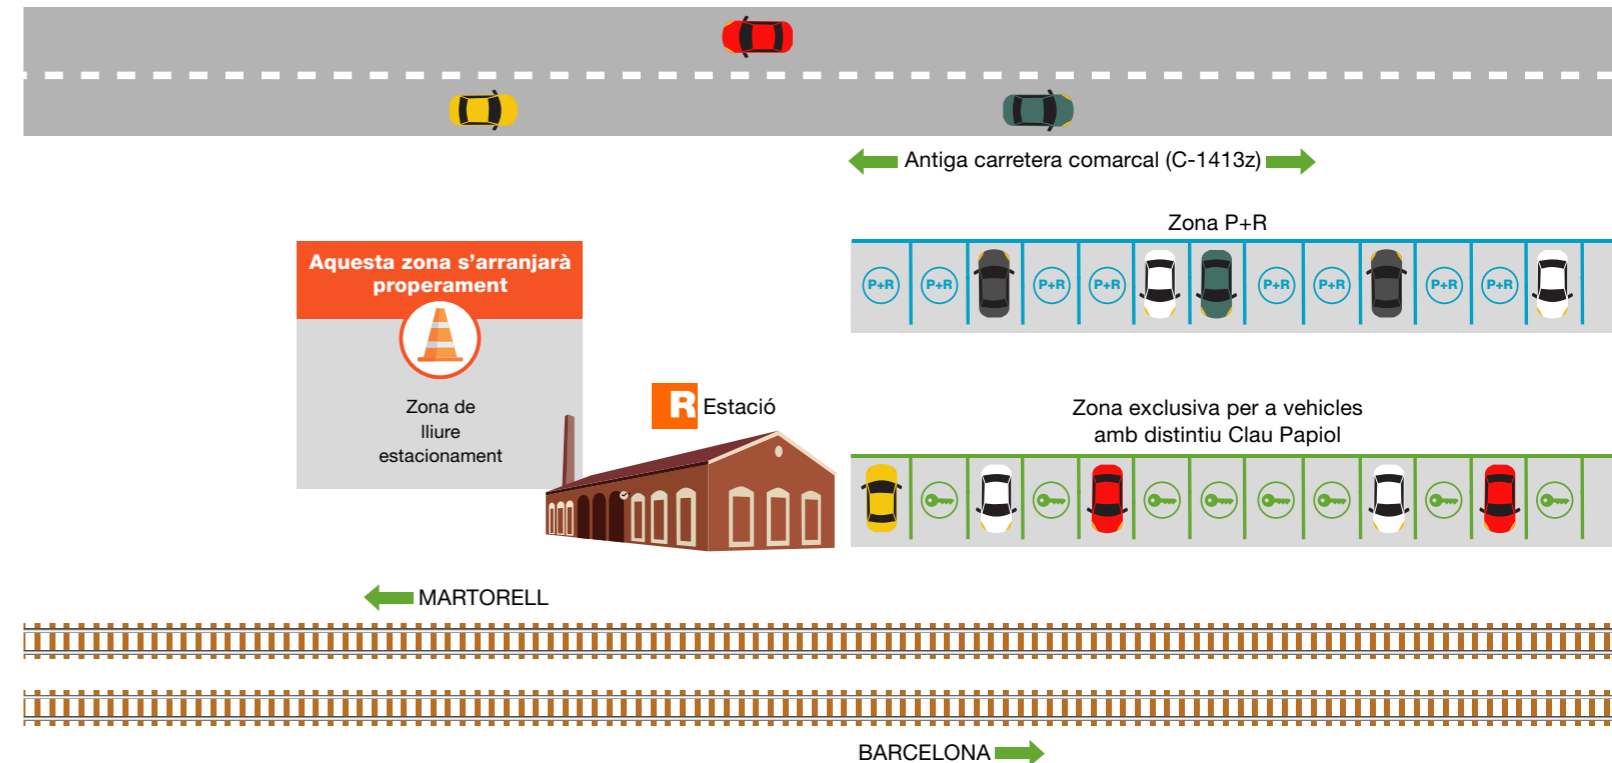 Antiga carretera comarcal (C-1413z)
Zona P+R
Aquesta zona s’arranjarà
properament
P+R P+R P+R P+R P+R P+R P+R P+R
Zona de
lliure
estacionament
R Estació
Zona exclusiva per a vehicles
amb distintiu Clau Papiol
MARTORELL
BARCELONA